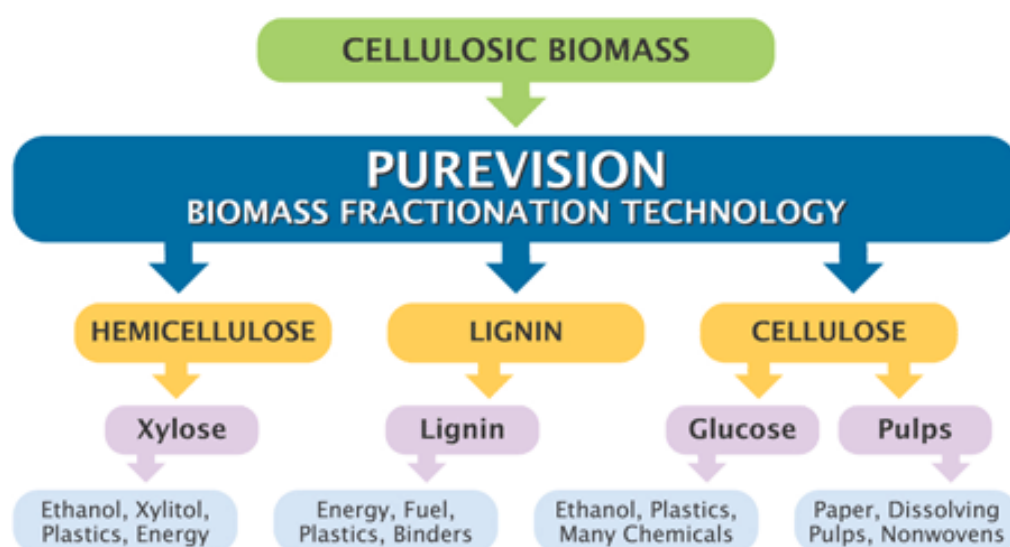 CELLULOSIC BIOMASS
PUREVISION
BIOMASS FRACTIONATION TECHNOLOGY
HEMICELLULOSE
LIGNIN
CELLULOSE
Xylose
Lignin
Glucose
Pulps
Ethanol, Xylitol,
Plastics, Energy
Energy, Fuel,
Plastics, Binders
Ethanol, Plastics,
Many Chemicals
Paper, Dissolving
Pulps, Nonwovens